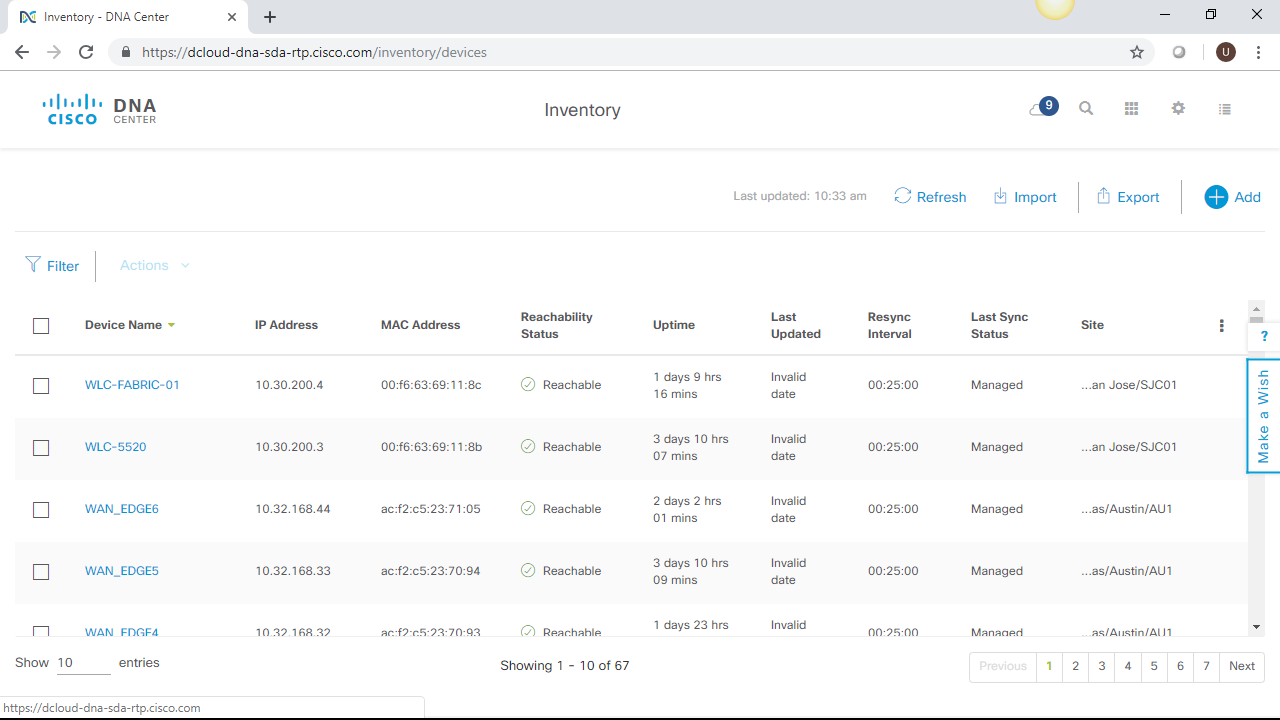 Inventory - DNA Center
https://dcloud-dna-sda-rtp.cisco.com/inventory/devices
U
CISCO DNA CENTER
Inventory
9
Last updated: 10:33 am Refresh Import Export Add
Filter Actions
Device Name IP Address MAC Address Reachability Status Uptime Last Updated Resync Interval Last Sync Status Site
WLC-FABRIC-01 10.30.200.4 00:f6:63:69:11:8c Reachable 1 days 9 hrs 16 mins Invalid date 00:25:00 Managed ...an Jose/SJC01
WLC-5520 10.30.200.3 00:f6:63:69:11:8b Reachable 3 days 10 hrs 07 mins Invalid date 00:25:00 Managed ...an Jose/SJC01
WAN_EDGE6 10.32.168.44 ac:f2:c5:23:71:05 Reachable 2 days 2 hrs 01 mins Invalid date 00:25:00 Managed ...as/Austin/AU1
WAN_EDGE5 10.32.168.33 ac:f2:c5:23:70:94 Reachable 3 days 10 hrs 09 mins Invalid date 00:25:00 Managed ...as/Austin/AU1
WAN_EDGE4 10.32.168.32 ac:f2:c5:23:70:93 Reachable 1 days 23 hrs Invalid 00:25:00 Managed ...as/Austin/AU1
?
Make a Wish
Show 10 entries
Showing 1 - 10 of 67
Previous 1 2 3 4 5 6 7 Next
https://dcloud-dna-sda-rtp.cisco.com